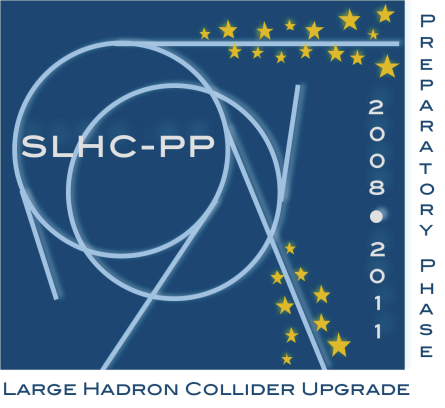 SLHC-PP
2008 • 2011
PREPARATORY PHASE
LARGE HADRON COLLIDER UPGRADE